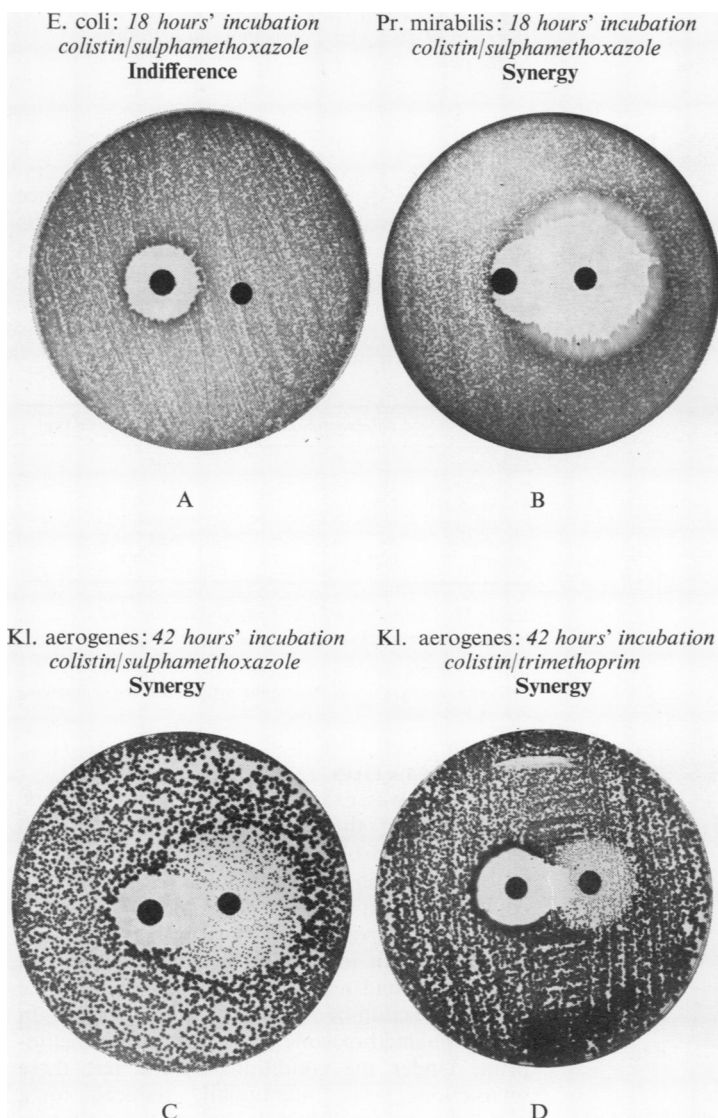 E. coli: 18 hours' incubation
colistin/sulphamethoxazole
Indifference
Pr. mirabilis: 18 hours' incubation
colistin/sulphamethoxazole
Synergy
A
B
Kl. aerogenes: 42 hours' incubation
colistin/sulphamethoxazole
Synergy
Kl. aerogenes: 42 hours' incubation
colistin/trimethoprim
Synergy
C
D